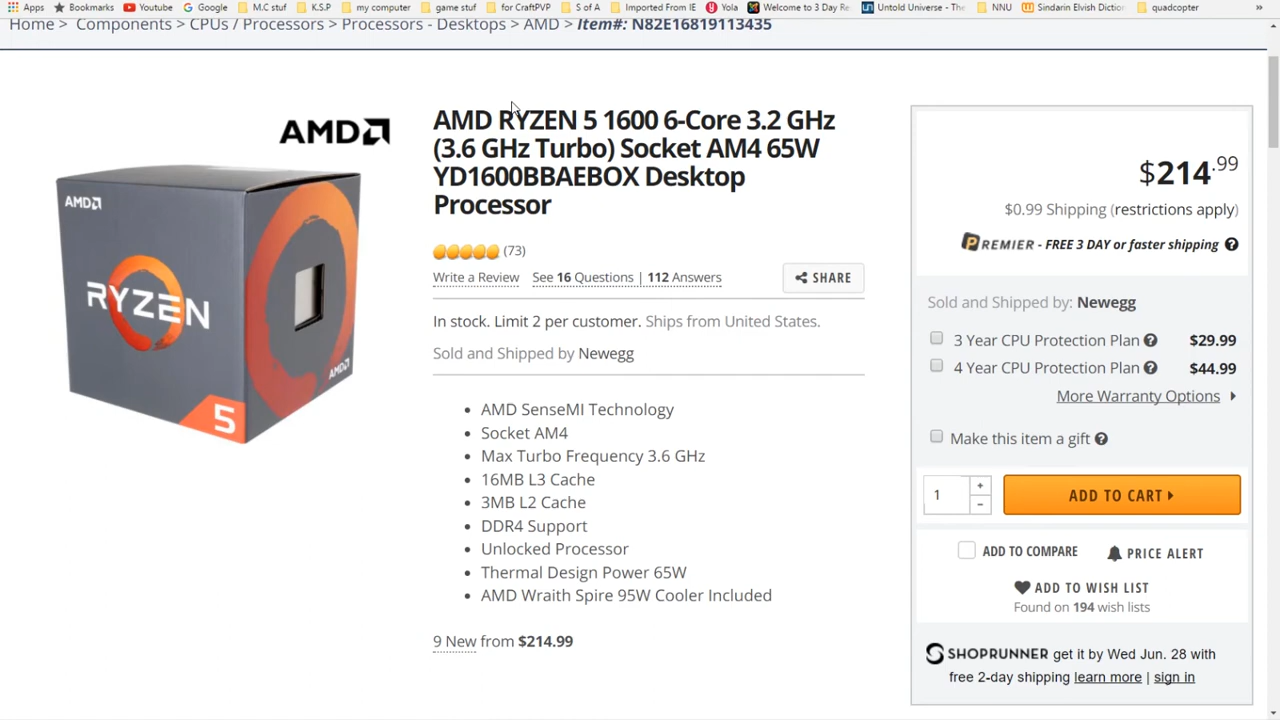 Apps Bookmarks Youtube Google M.C stuf K.S.P my computer game stuf for CraftPVP S of A Imported From IE Yola Welcome to 3 Day Re Untold Universe - The NNU Sindarin Elvish Diction quadcopter »
Home > Components > CPUs / Processors > Processors - Desktops > AMD > Item#: N82E16819113435
AMD
AMD
RYZEN
AMD
5
AMD RYZEN 5 1600 6-Core 3.2 GHz
(3.6 GHz Turbo) Socket AM4 65W
YD1600BBAEBOX Desktop
Processor
(73)
Write a Review See 16 Questions | 112 Answers
SHARE
In stock. Limit 2 per customer. Ships from United States.
Sold and Shipped by Newegg
• AMD SenseMI Technology
• Socket AM4
• Max Turbo Frequency 3.6 GHz
• 16MB L3 Cache
• 3MB L2 Cache
• DDR4 Support
• Unlocked Processor
• Thermal Design Power 65W
• AMD Wraith Spire 95W Cooler Included
9 New from $214.99
$214.99
$0.99 Shipping (restrictions apply)
PREMIER - FREE 3 DAY or faster shipping ?
Sold and Shipped by: Newegg
3 Year CPU Protection Plan ? $29.99
4 Year CPU Protection Plan ? $44.99
More Warranty Options
Make this item a gift ?
1 + − ADD TO CART
ADD TO COMPARE PRICE ALERT
ADD TO WISH LIST
Found on 194 wish lists
SHOPRUNNER get it by Wed Jun. 28 with
free 2-day shipping learn more | sign in